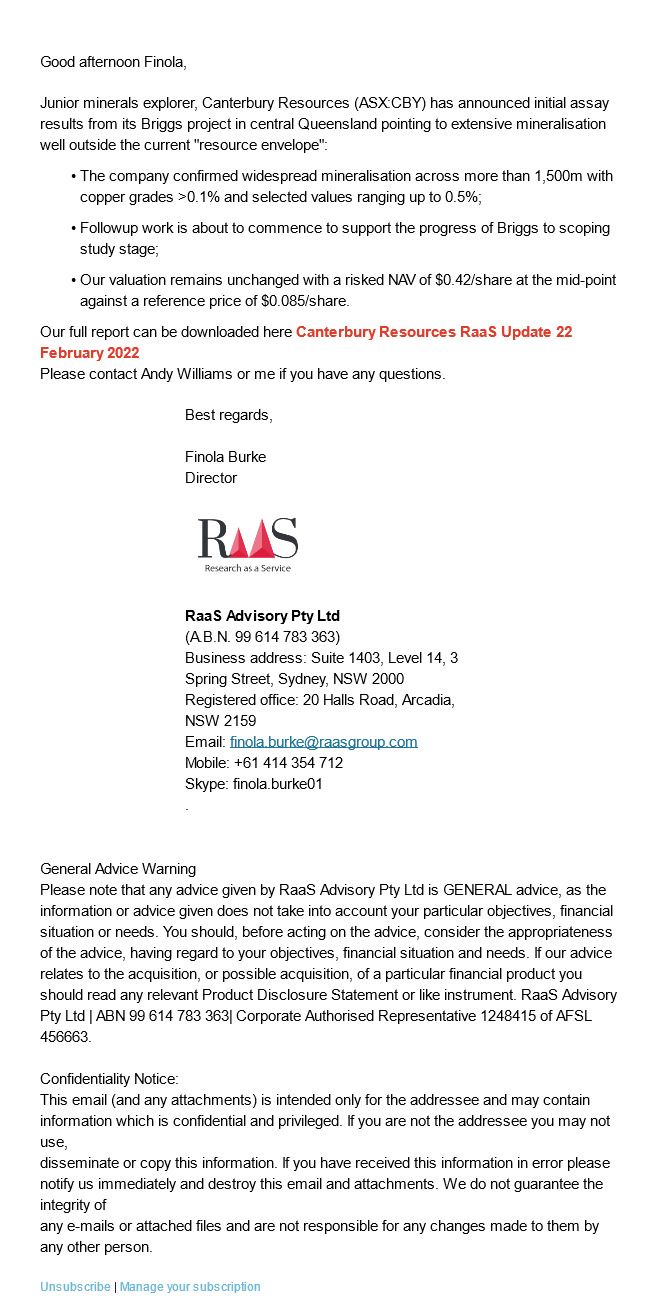 Good afternoon Finola,
Junior minerals explorer, Canterbury Resources (ASX:CBY) has announced initial assay
results from its Briggs project in central Queensland pointing to extensive mineralisation
well outside the current "resource envelope":
• The company confirmed widespread mineralisation across more than 1,500m with
copper grades >0.1% and selected values ranging up to 0.5%;
• Followup work is about to commence to support the progress of Briggs to scoping
study stage;
• Our valuation remains unchanged with a risked NAV of $0.42/share at the mid-point
against a reference price of $0.085/share.
Our full report can be downloaded here Canterbury Resources RaaS Update 22
February 2022
Please contact Andy Williams or me if you have any questions.
Best regards,
Finola Burke
Director
RAAS
Research as a Service
RaaS Advisory Pty Ltd
(A.B.N. 99 614 783 363)
Business address: Suite 1403, Level 14, 3
Spring Street, Sydney, NSW 2000
Registered office: 20 Halls Road, Arcadia,
NSW 2159
Email: finola.burke@raasgroup.com
Mobile: +61 414 354 712
Skype: finola.burke01
.
General Advice Warning
Please note that any advice given by RaaS Advisory Pty Ltd is GENERAL advice, as the
information or advice given does not take into account your particular objectives, financial
situation or needs. You should, before acting on the advice, consider the appropriateness
of the advice, having regard to your objectives, financial situation and needs. If our advice
relates to the acquisition, or possible acquisition, of a particular financial product you
should read any relevant Product Disclosure Statement or like instrument. RaaS Advisory
Pty Ltd | ABN 99 614 783 363| Corporate Authorised Representative 1248415 of AFSL
456663.
Confidentiality Notice:
This email (and any attachments) is intended only for the addressee and may contain
information which is confidential and privileged. If you are not the addressee you may not
use,
disseminate or copy this information. If you have received this information in error please
notify us immediately and destroy this email and attachments. We do not guarantee the
integrity of
any e-mails or attached files and are not responsible for any changes made to them by
any other person.
Unsubscribe | Manage your subscription